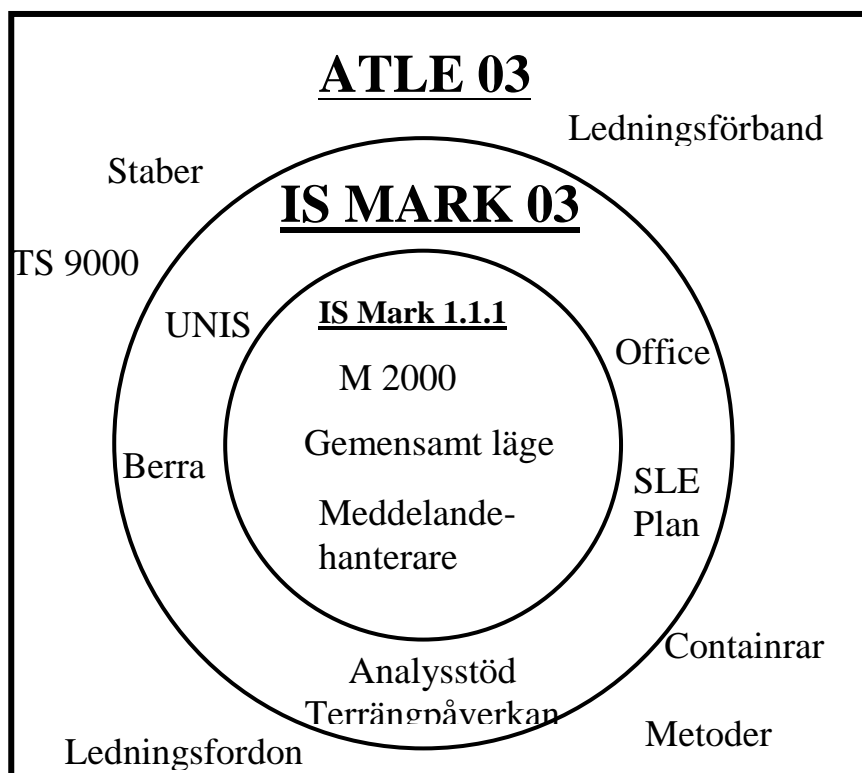 ATLE 03
Ledningsförband
Staber
IS MARK 03
TS 9000
UNIS
IS Mark 1.1.1
Office
M 2000
Gemensamt läge
Berra
SLE
Plan
Meddelande-
hanterare
Containrar
Analysstöd
Terrängpåverkan
Metoder
Ledningsfordon